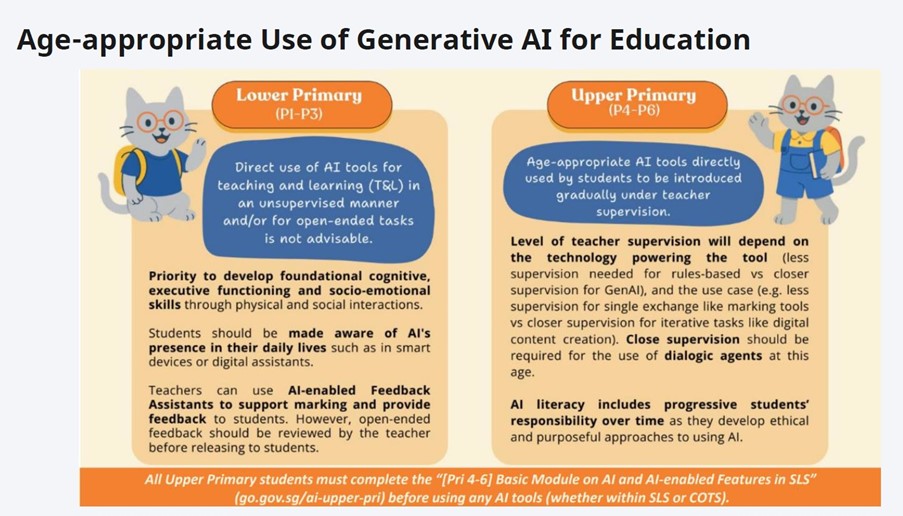 Age-appropriate Use of Generative AI for Education
Lower Primary
(P1-P3)
Direct use of AI tools for
teaching and learning (T&L) in
an unsupervised manner
and/or for open-ended tasks
is not advisable.
Priority to develop foundational cognitive,
executive functioning and socio-emotional
skills through physical and social interactions.
Students should be made aware of AI's
presence in their daily lives such as in smart
devices or digital assistants.
Teachers can use AI-enabled Feedback
Assistants to support marking and provide
feedback to students. However, open-ended
feedback should be reviewed by the teacher
before releasing to students.
Upper Primary
(P4-P6)
Age-appropriate AI tools directly
used by students to be introduced
gradually under teacher
supervision.
Level of teacher supervision will depend on
the technology powering the tool (less
supervision needed for rules-based vs closer
supervision for GenAI), and the use case (e.g. less
supervision for single exchange like marking tools
vs closer supervision for iterative tasks like digital
content creation). Close supervision should be
required for the use of dialogic agents at this
age.
AI literacy includes progressive students'
responsibility over time as they develop ethical
and purposeful approaches to using AI.
All Upper Primary students must complete the "[Pri 4-6] Basic Module on AI and AI-enabled Features in SLS"
(go.gov.sg/ai-upper-pri) before using any AI tools (whether within SLS or COTS).